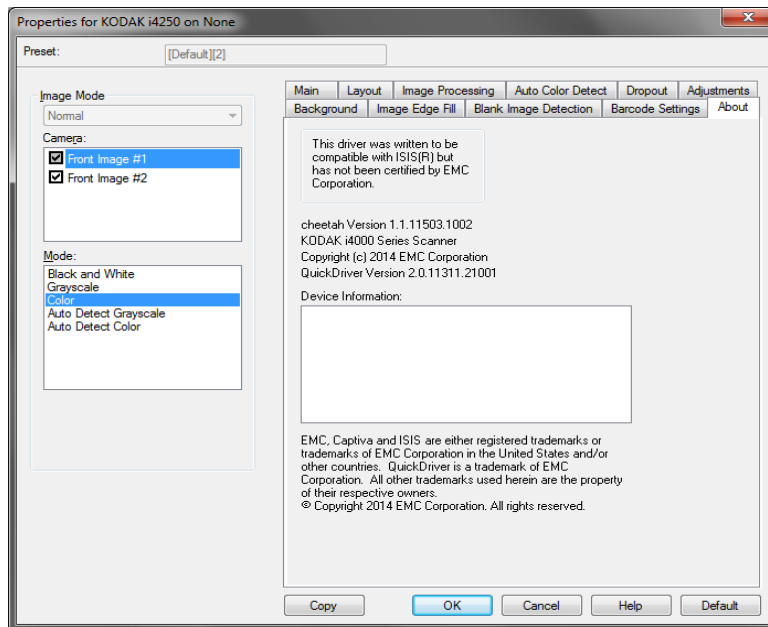 Properties for KODAK i4250 on None
Preset:
[Default][2]
Image Mode
Normal
Camera:
Front Image #1
Front Image #2
Mode:
Black and White
Grayscale
Color
Auto Detect Grayscale
Auto Detect Color
Main Layout Image Processing Auto Color Detect Dropout Adjustments
Background Image Edge Fill Blank Image Detection Barcode Settings About
This driver was written to be
compatible with ISIS(R) but
has not been certified by EMC
Corporation.
cheetah Version 1.1.11503.1002
KODAK i4000 Series Scanner
Copyright (c) 2014 EMC Corporation
QuickDriver Version 2.0.11311.21001
Device Information:
EMC, Captiva and ISIS are either registered trademarks or
trademarks of EMC Corporation in the United States and/or
other countries.  QuickDriver is a trademark of EMC
Corporation.  All other trademarks used herein are the property
of their respective owners.
© Copyright 2014 EMC Corporation. All rights reserved.
Copy OK Cancel Help Default